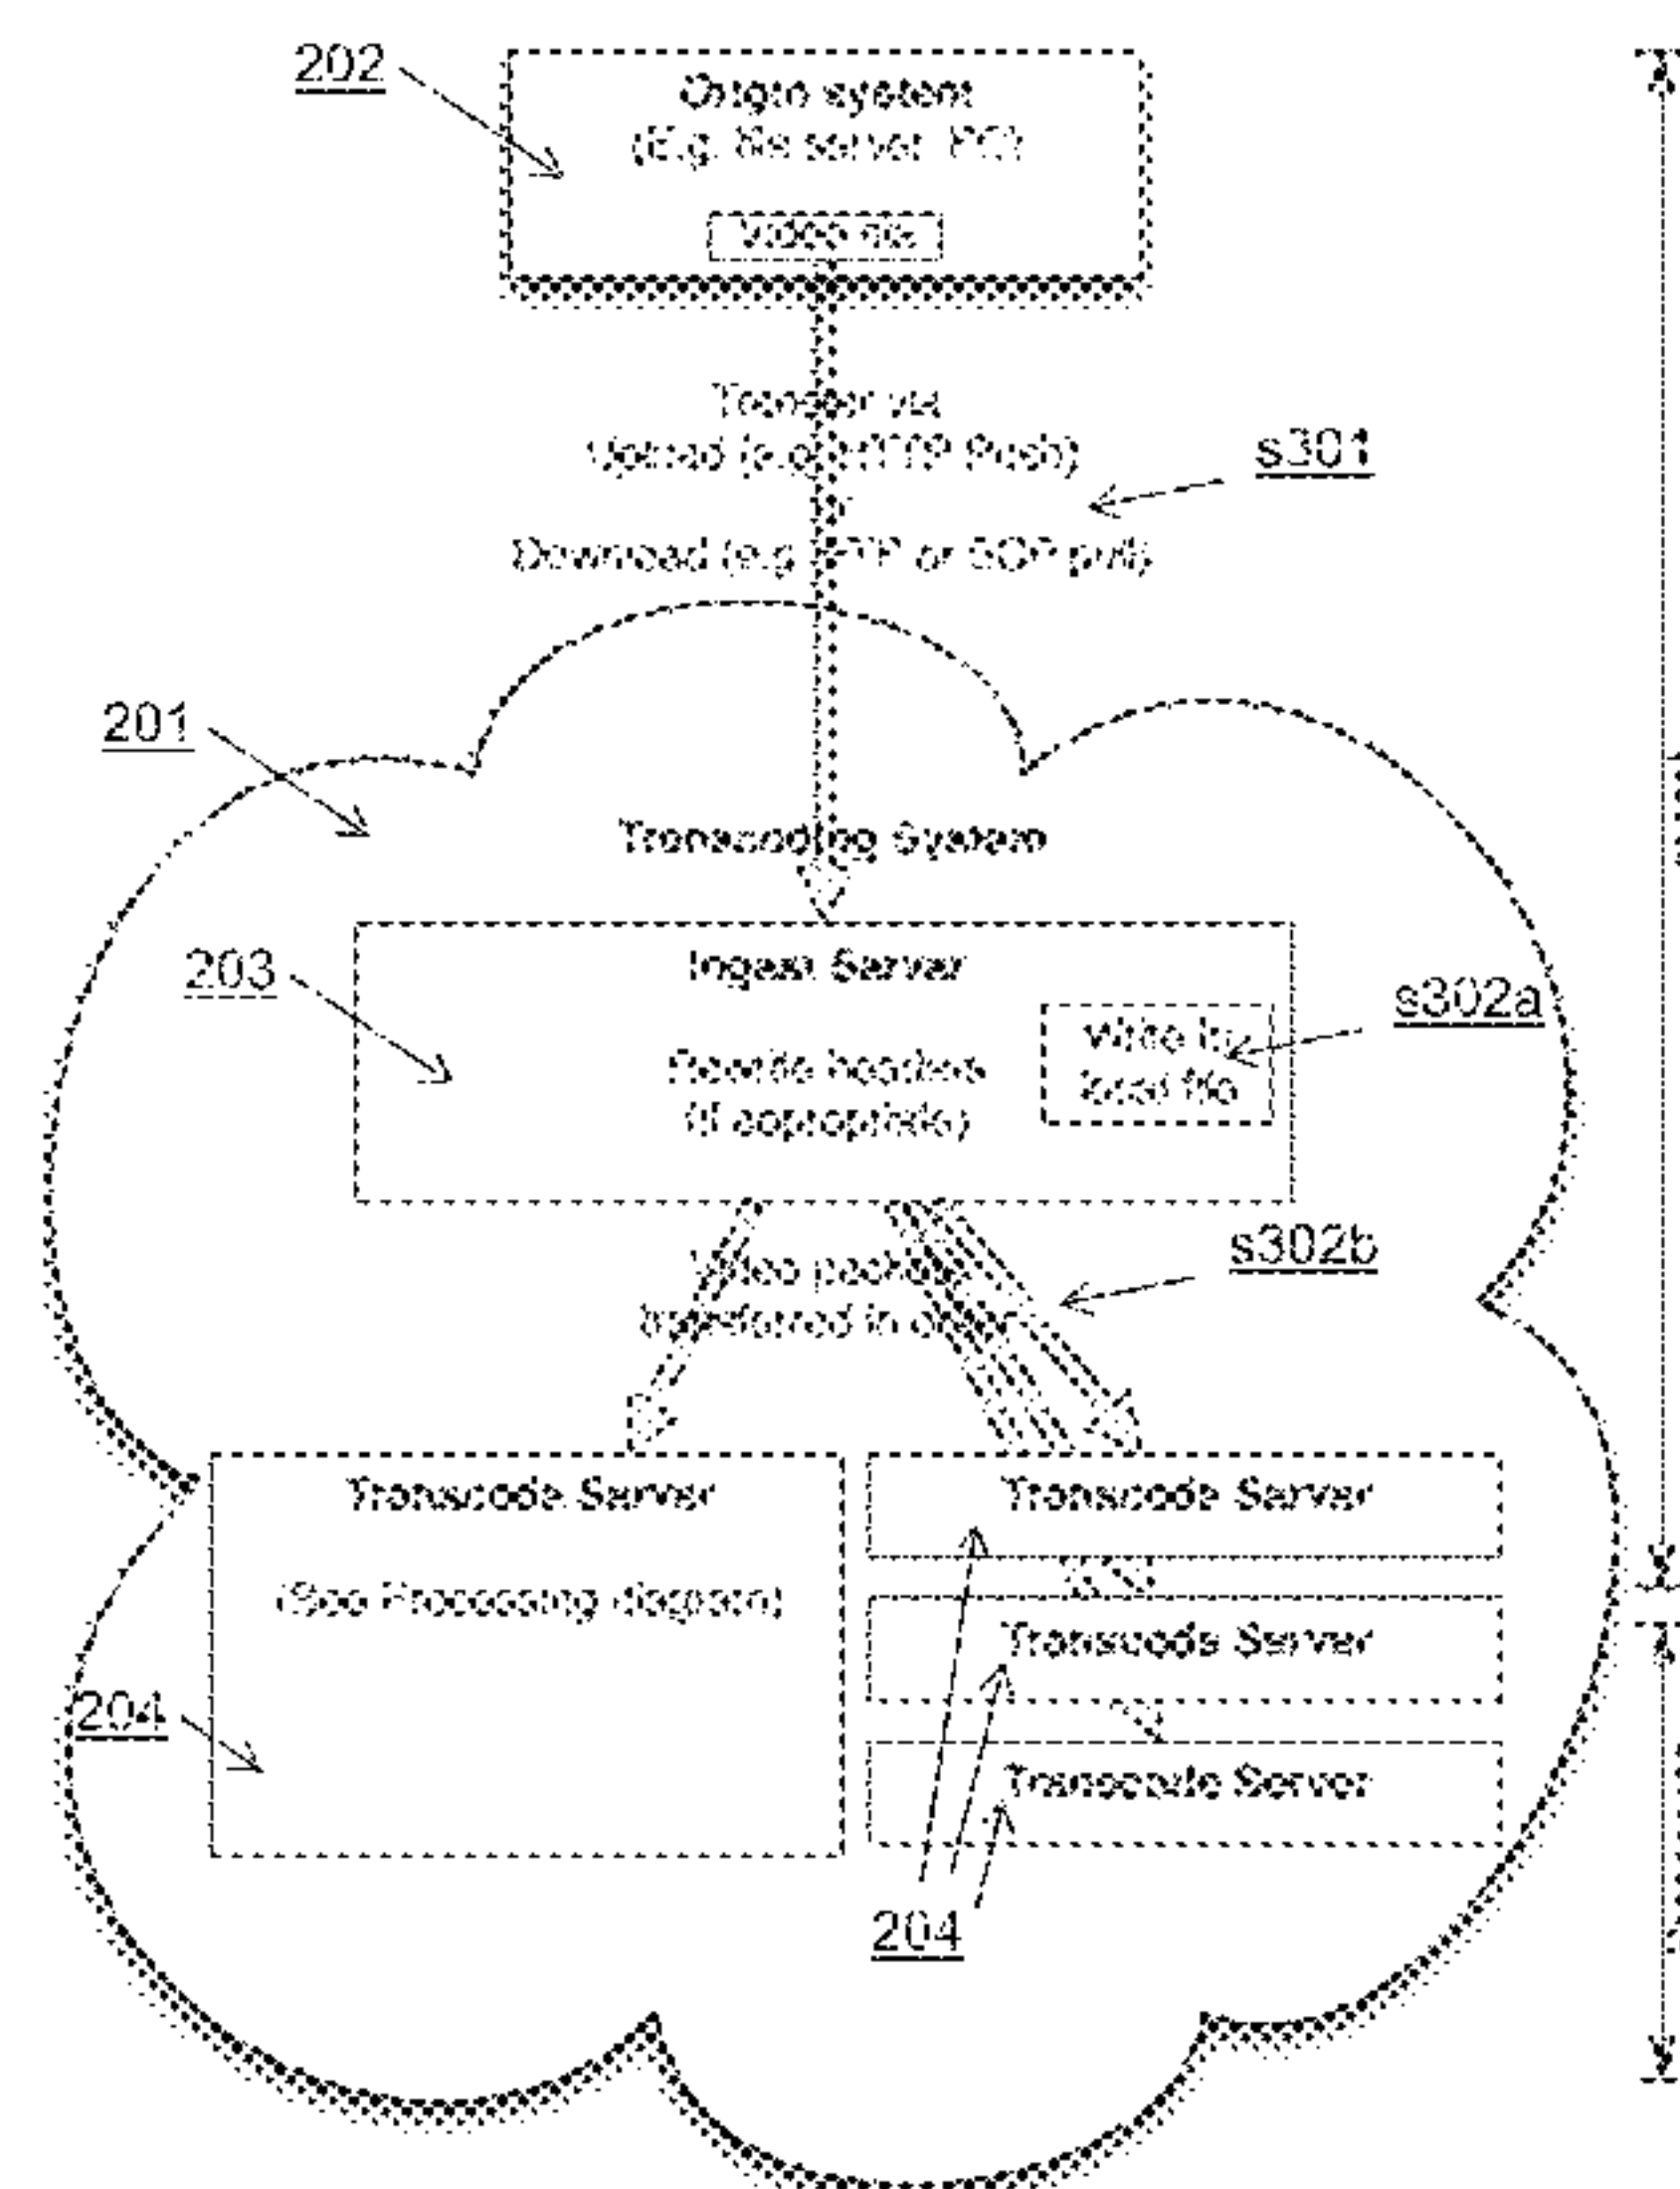 202
Origin system
(E.g. file server, PC)
Video file
Transfer via
Upload (e.g. HTTP Push)
s301
Download (e.g. FTP or SCP pull)
201
Transcoding System
203
Ingest Server
s302a
Write to
local file
Rewrite headers
(if appropriate)
s302b
Video packets
transferred in order
Transcode Server
Transcode Server
(See Processing diagram)
Transcode Server
204
Transcode Server
204